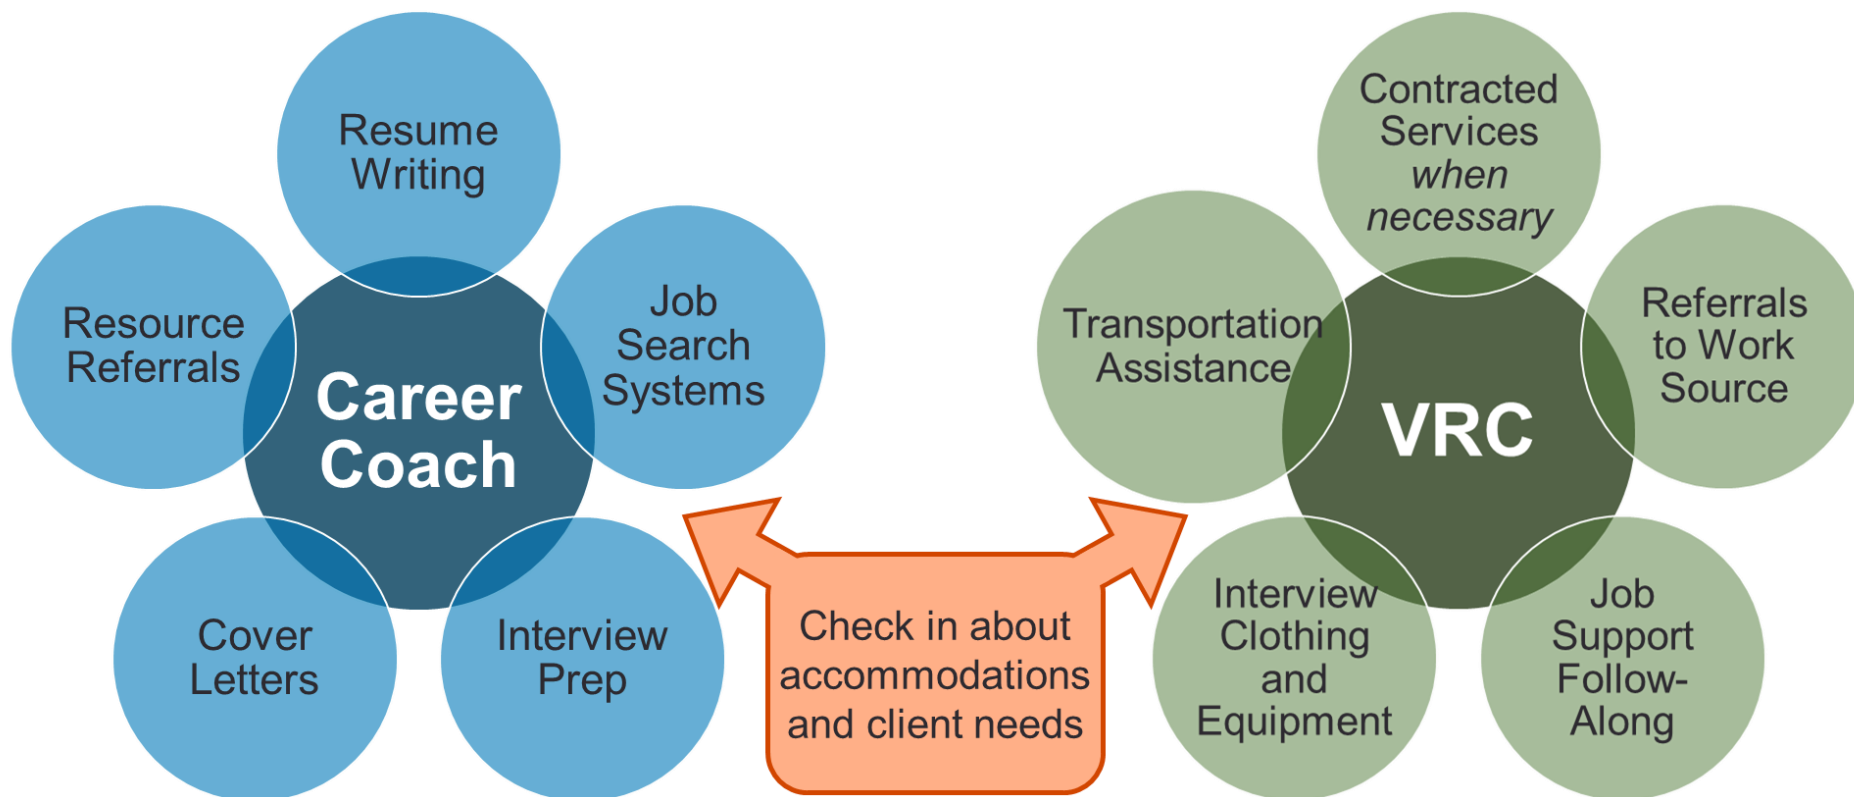 Resume
Writing
Job
Search
Systems
Interview
Prep
Cover
Letters
Resource
Referrals
Career
Coach
Check in about
accommodations
and client needs
Contracted
Services
when
necessary
Referrals
to Work
Source
Job
Support
Follow-
Along
Interview
Clothing
and
Equipment
Transportation
Assistance
VRC